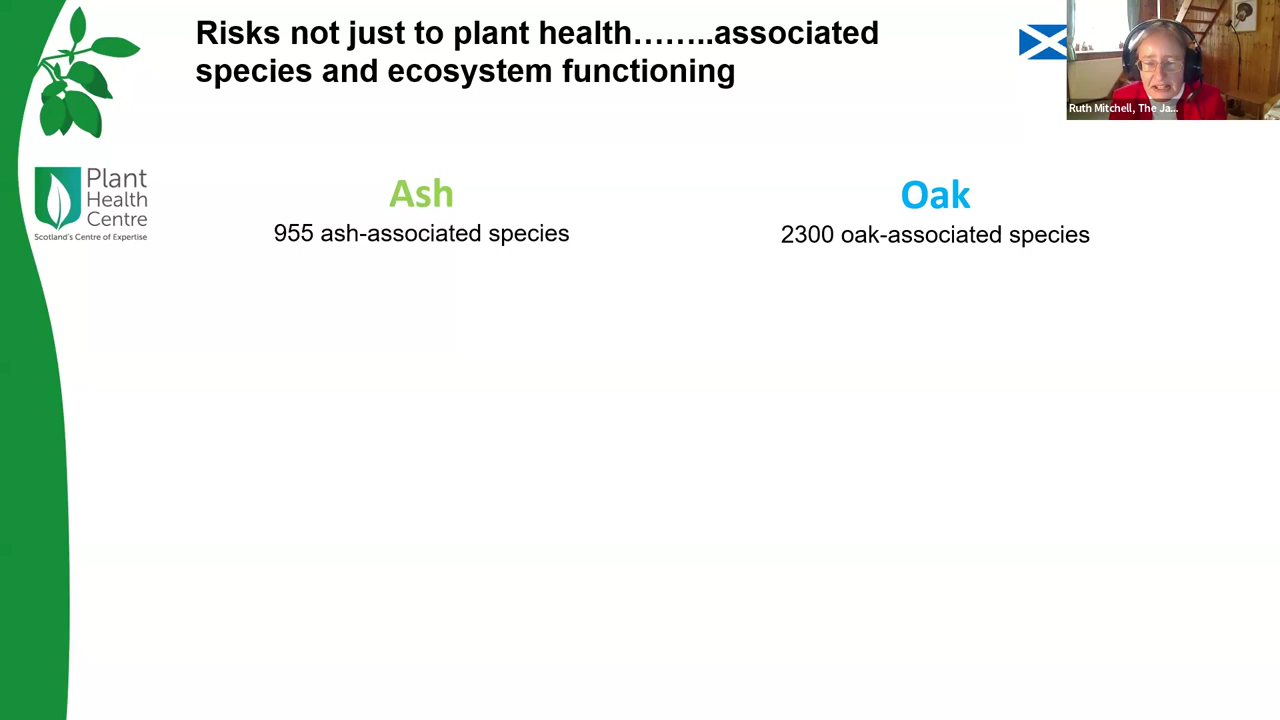 Risks not just to plant health……..associated
species and ecosystem functioning
Ruth Mitchell, The Ja...
Plant
Health
Centre
Scotland's Centre of Expertise
Ash
955 ash-associated species
Oak
2300 oak-associated species